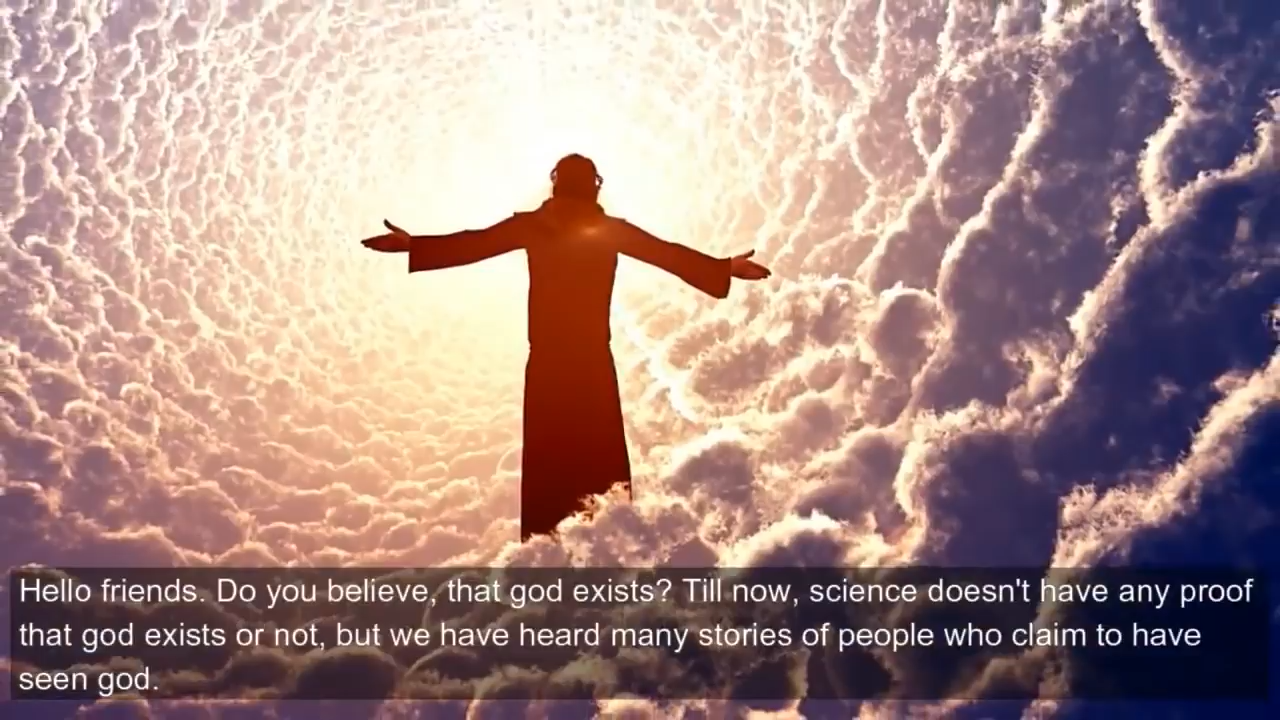 Hello friends. Do you believe, that god exists? Till now, science doesn't have any proof
that god exists or not, but we have heard many stories of people who claim to have
seen god.